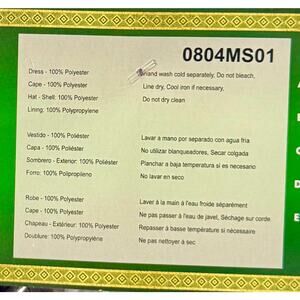 0804MS01
Dress - 100% Polyester
Cape - 100% Polyester
Hat - Shell: 100% Polyester
Lining: 100% Polypropylene
Hand wash cold separately, Do not bleach,
Line dry, Cool iron if necessary,
Do not dry clean
Vestido - 100% Poliéster
Capa - 100% Poliéster
Sombrero - Exterior: 100% Poliéster
Forro: 100% Polipropileno
Lavar a mano por separado con agua fria
No utilizar blanqueadores, Secar colgada
Planchar a baja temperatura si es necesario
No lavar en seco
Robe - 100% Polyester
Cape - 100% Polyester
Chapeau - Extérieur: 100% Polyester
Doublure: 100% Polypropylène
Laver à la main à l'eau froide séparément
Ne pas passer à l'eau de javel, Séchage sur corde
Repasser à basse température si nécessaire
Ne pas nettoyer à sec